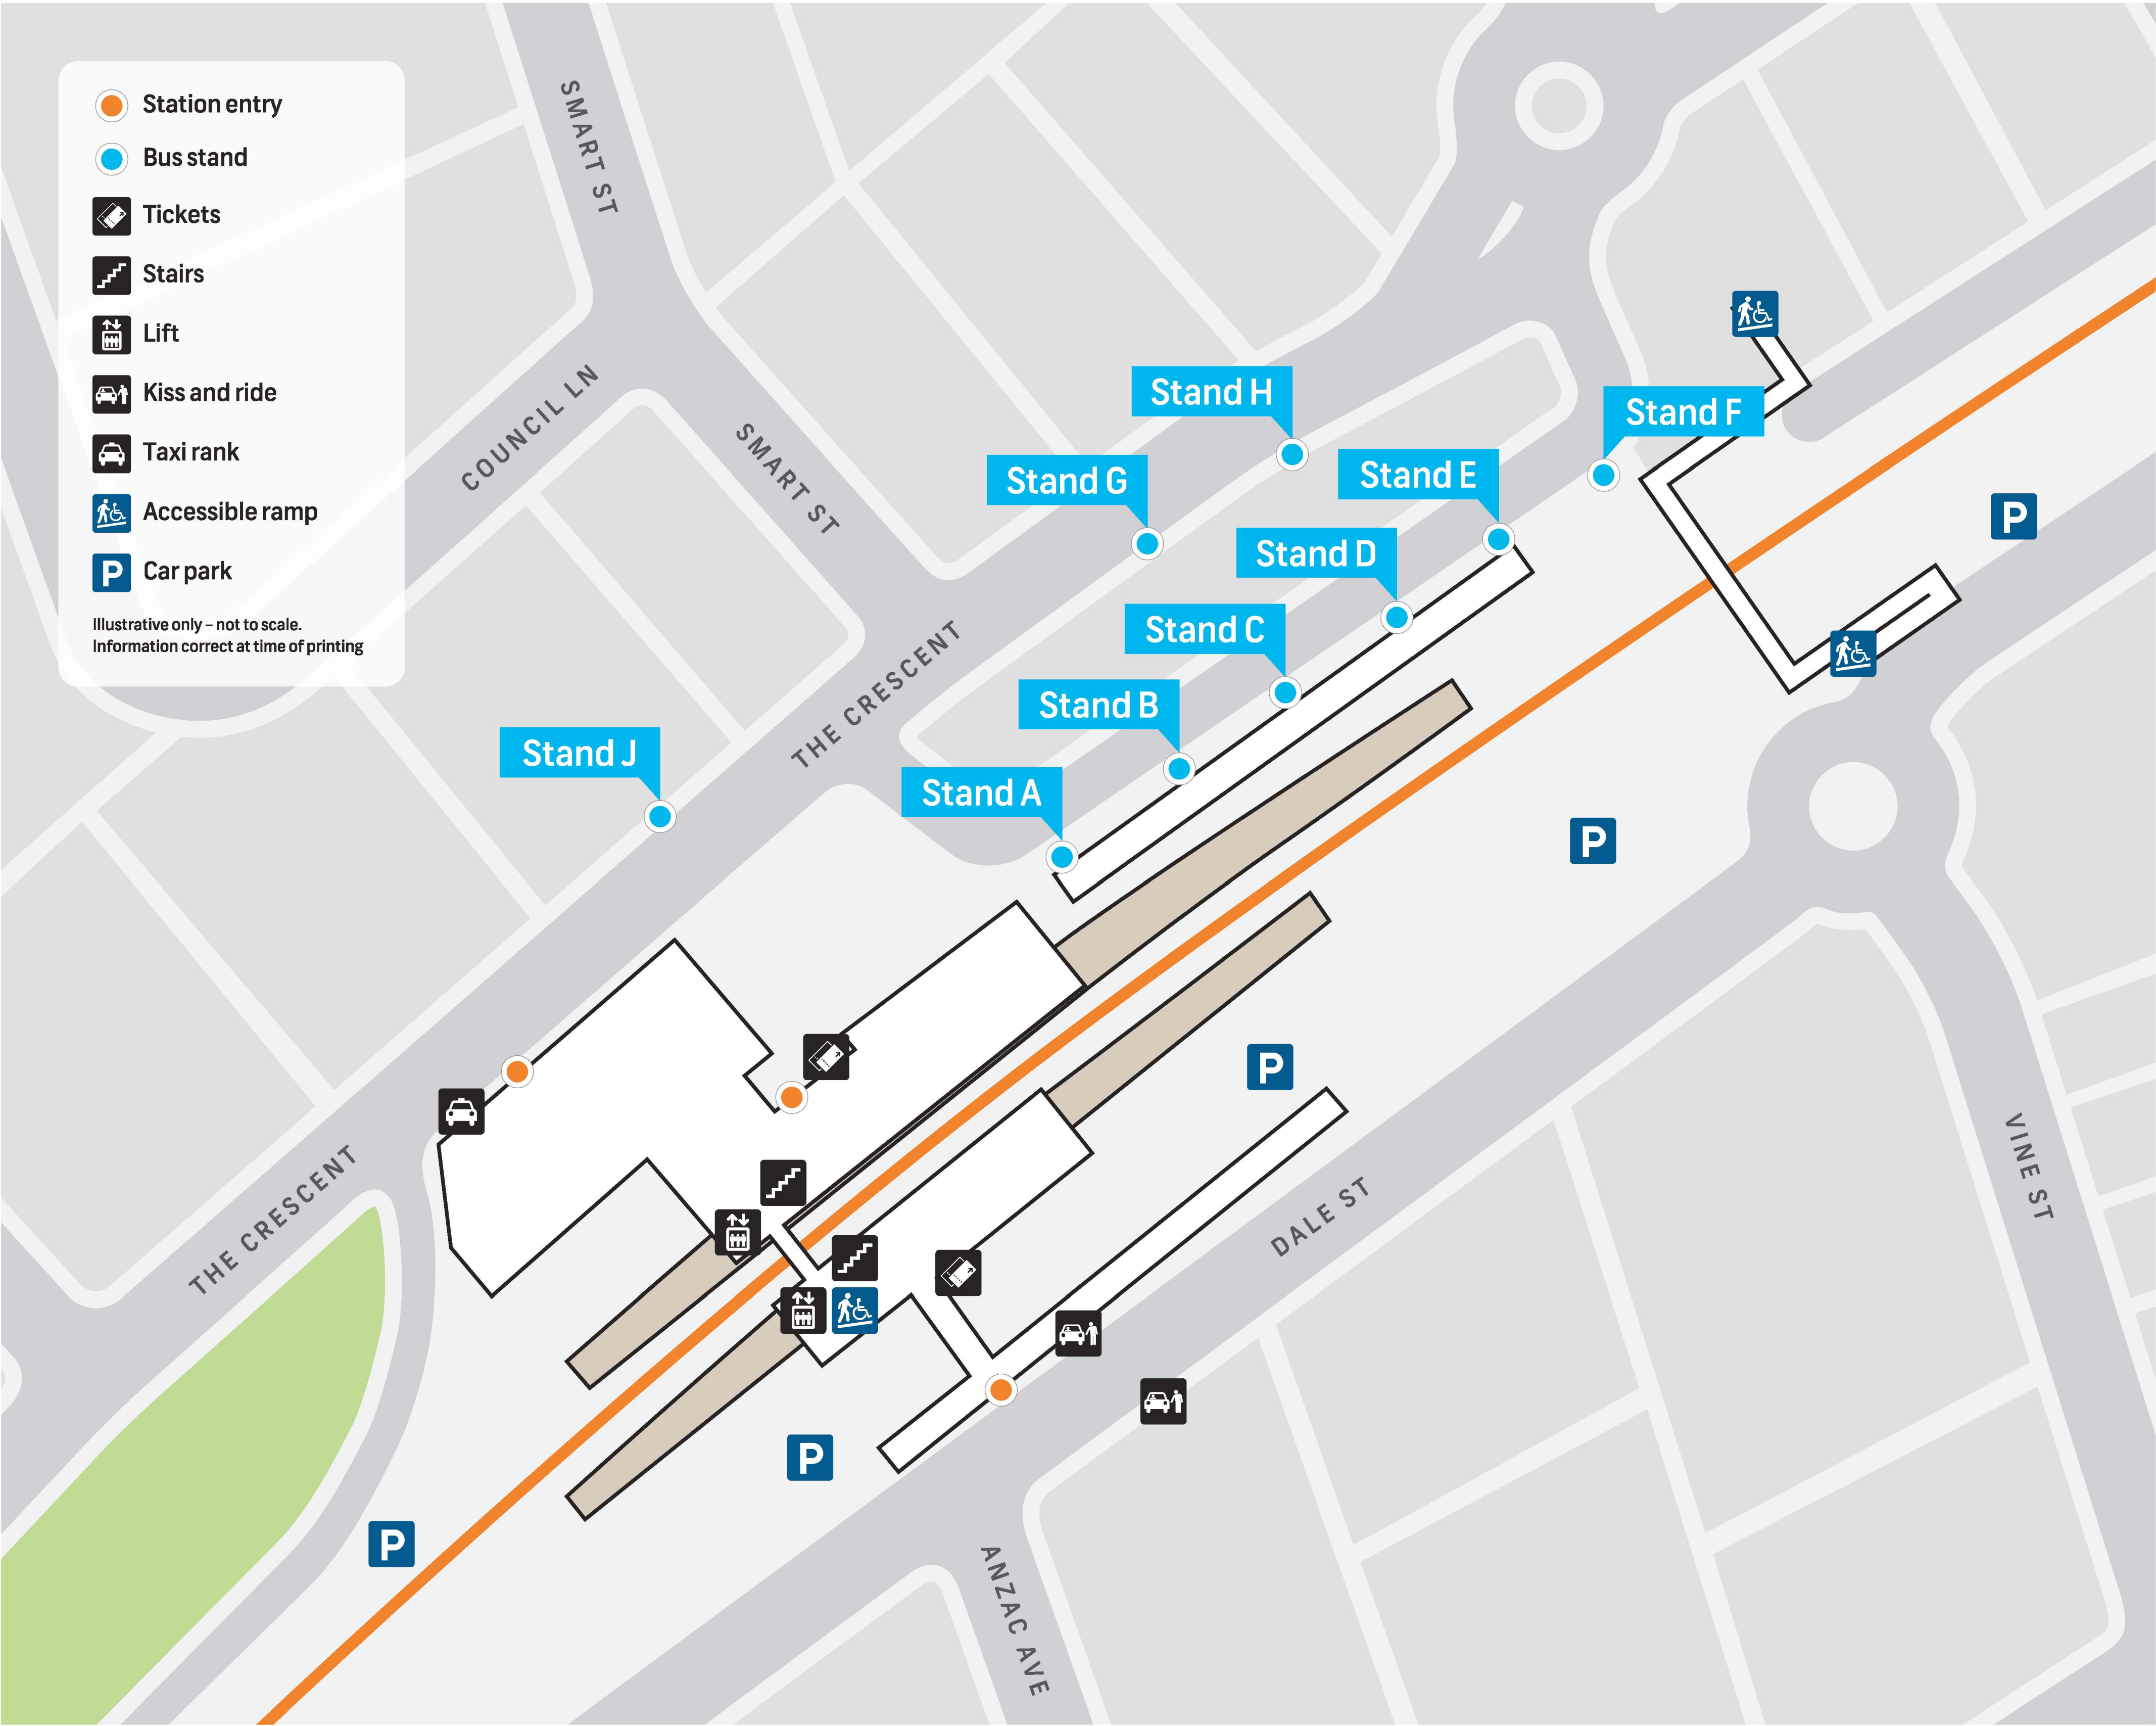 Station entry
Bus stand
Tickets
Stairs
Lift
Kiss and ride
Taxi rank
Accessible ramp
P Car park
Illustrative only – not to scale.
Information correct at time of printing
SMART ST
COUNCIL LN
SMART ST
Stand H
Stand F
Stand G
Stand E
P
Stand D
Stand C
THE CRESCENT
Stand B
Stand J
Stand A
P
P
THE CRESCENT
VINE ST
DALE ST
P
P
ANZAC AVE